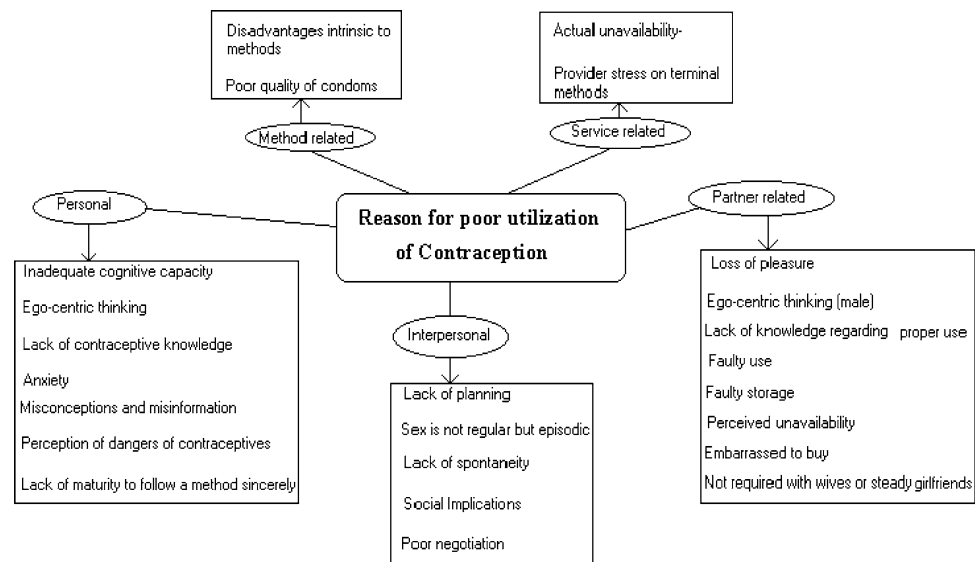 Disadvantages intrinsic to
methods
Poor quality of condoms
Actual unavailability-
Provider stress on terminal
methods
Method related
Service related
Personal
Partner related
Reason for poor utilization
of Contraception
Inadequate cognitive capacity
Ego-centric thinking
Lack of contraceptive knowledge
Anxiety
Misconceptions and misinformation
Perception of dangers of contraceptives
Lack of maturity to follow a method sincerely
Interpersonal
Lack of planning
Sex is not regular but episodic
Lack of spontaneity
Social Implications
Poor negotiation
Loss of pleasure
Ego-centric thinking (male)
Lack of knowledge regarding proper use
Faulty use
Faulty storage
Perceived unavailability
Embarrassed to buy
Not required with wives or steady girlfriends